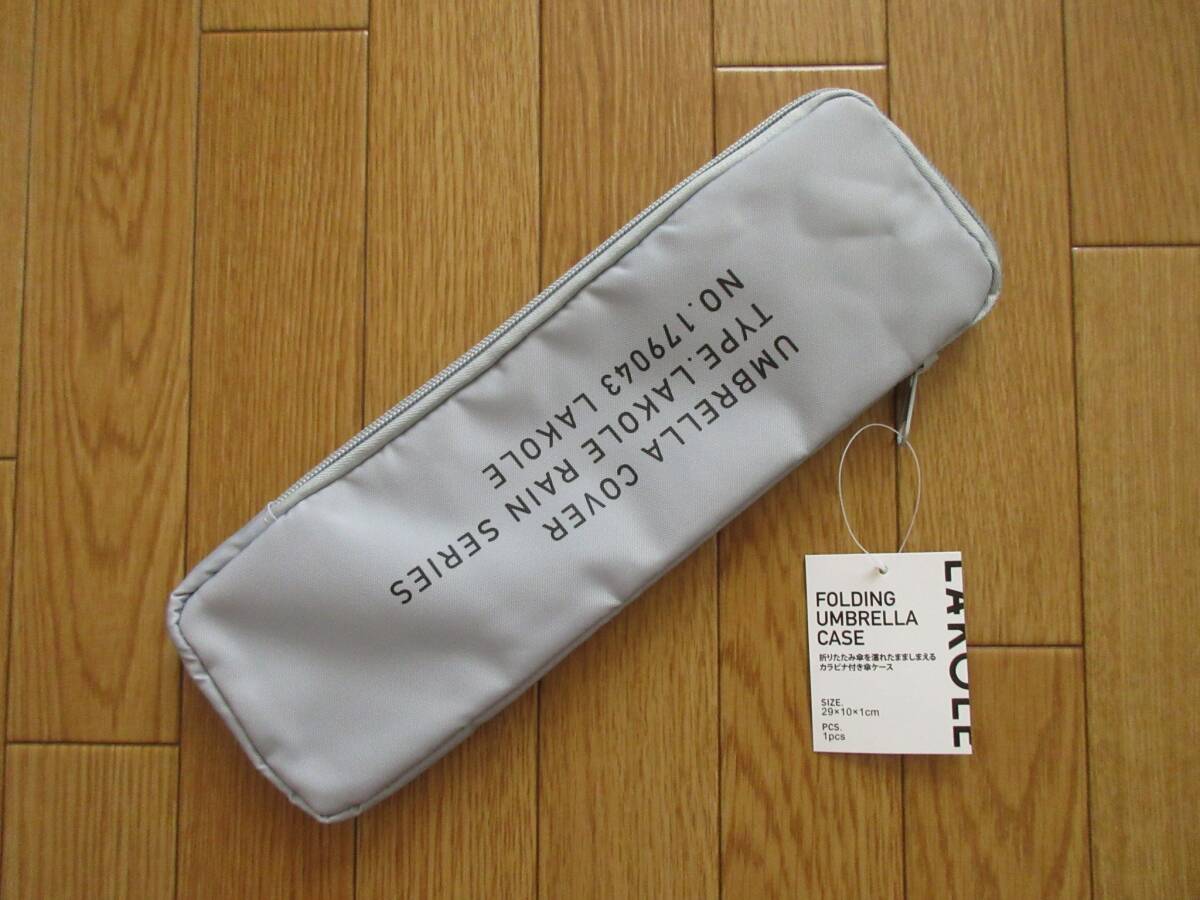 UMBRELLA COVER
TYPE.LAKOLE RAIN SERIES
NO.179043 LAKOLE
FOLDING
UMBRELLA
CASE
折りたたみ傘を濡れたまましまえる
カラビナ付き傘ケース
SIZE.
29×10×1cm
PCS.
1pcs
LAKOLE